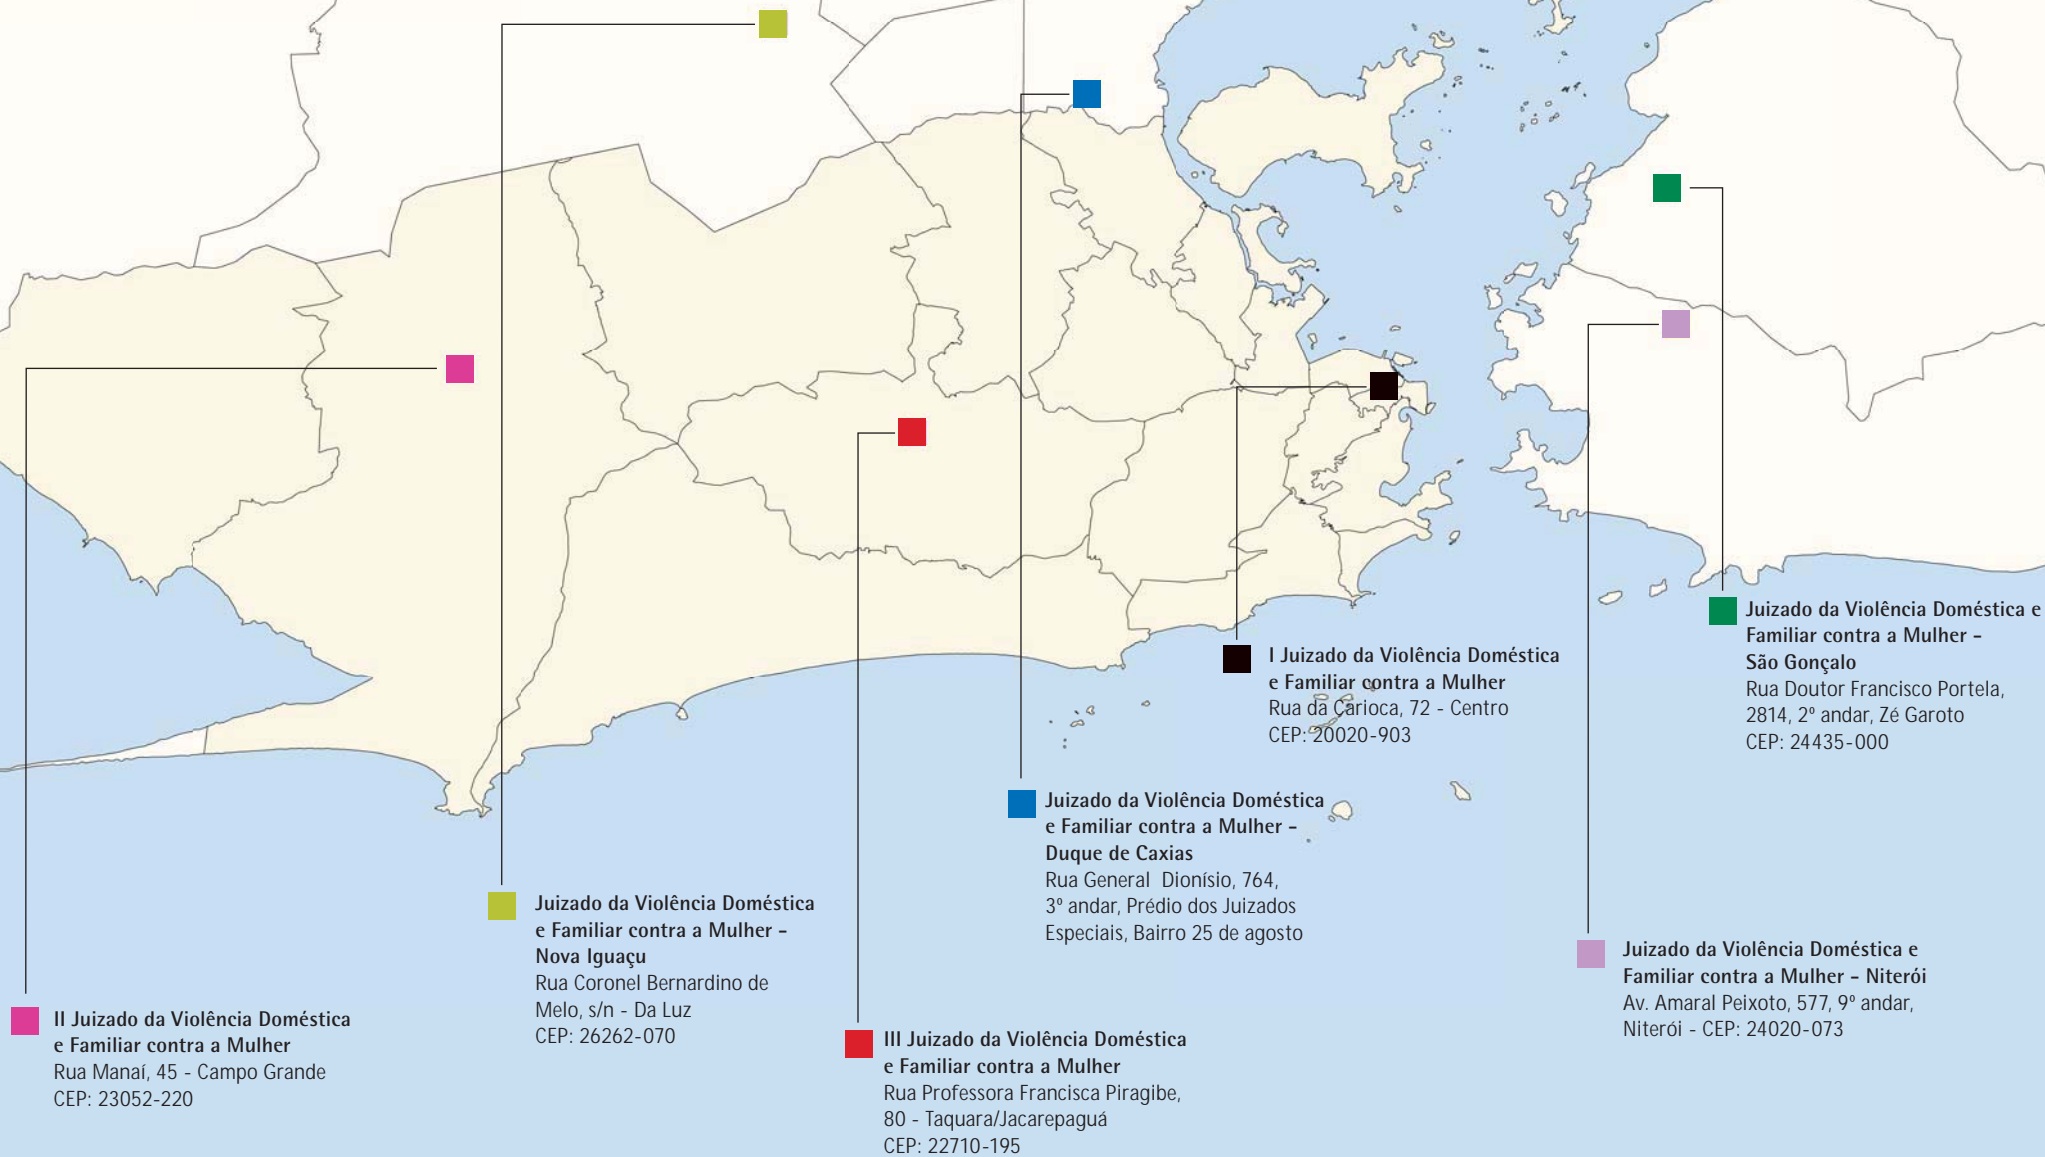 II Juizado da Violência Doméstica
e Familiar contra a Mulher
Rua Manaí, 45 - Campo Grande
CEP: 23052-220
Juizado da Violência Doméstica
e Familiar contra a Mulher -
Nova Iguaçu
Rua Coronel Bernardino de
Melo, s/n - Da Luz
CEP: 26262-070
III Juizado da Violência Doméstica
e Familiar contra a Mulher
Rua Professora Francisca Piragibe,
80 - Taquara/Jacarepaguá
CEP: 22710-195
Juizado da Violência Doméstica
e Familiar contra a Mulher -
Duque de Caxias
Rua General Dionísio, 764,
3º andar, Prédio dos Juizados
Especiais, Bairro 25 de agosto
I Juizado da Violência Doméstica
e Familiar contra a Mulher
Rua da Carioca, 72 - Centro
CEP: 20020-903
Juizado da Violência Doméstica e
Familiar contra a Mulher - Niterói
Av. Amaral Peixoto, 577, 9º andar,
Niterói - CEP: 24020-073
Juizado da Violência Doméstica e
Familiar contra a Mulher -
São Gonçalo
Rua Doutor Francisco Portela,
2814, 2º andar, Zé Garoto
CEP: 24435-000